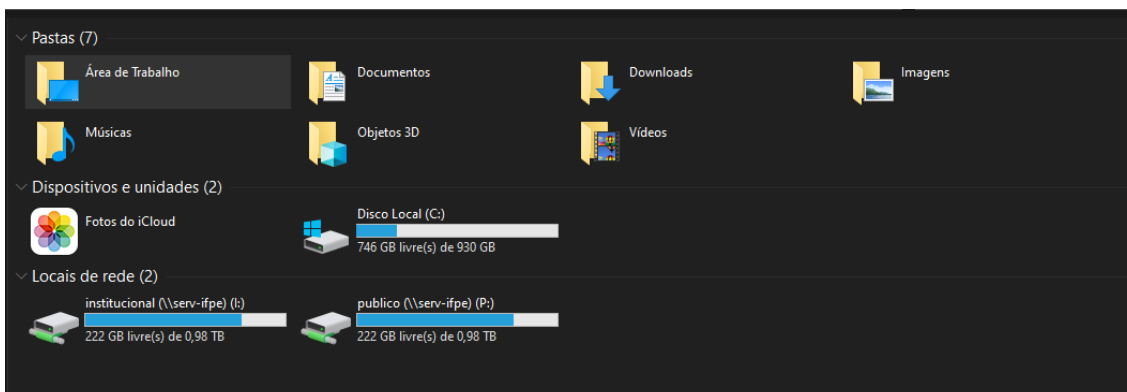 Pastas (7)
Área de Trabalho
Documentos
Downloads
Imagens
Músicas
Objetos 3D
Vídeos
Dispositivos e unidades (2)
Fotos do iCloud
Disco Local (C:)
746 GB livre(s) de 930 GB
Locais de rede (2)
institucional (\\serv-ifpe) (I:)
222 GB livre(s) de 0,98 TB
publico (\\serv-ifpe) (P:)
222 GB livre(s) de 0,98 TB